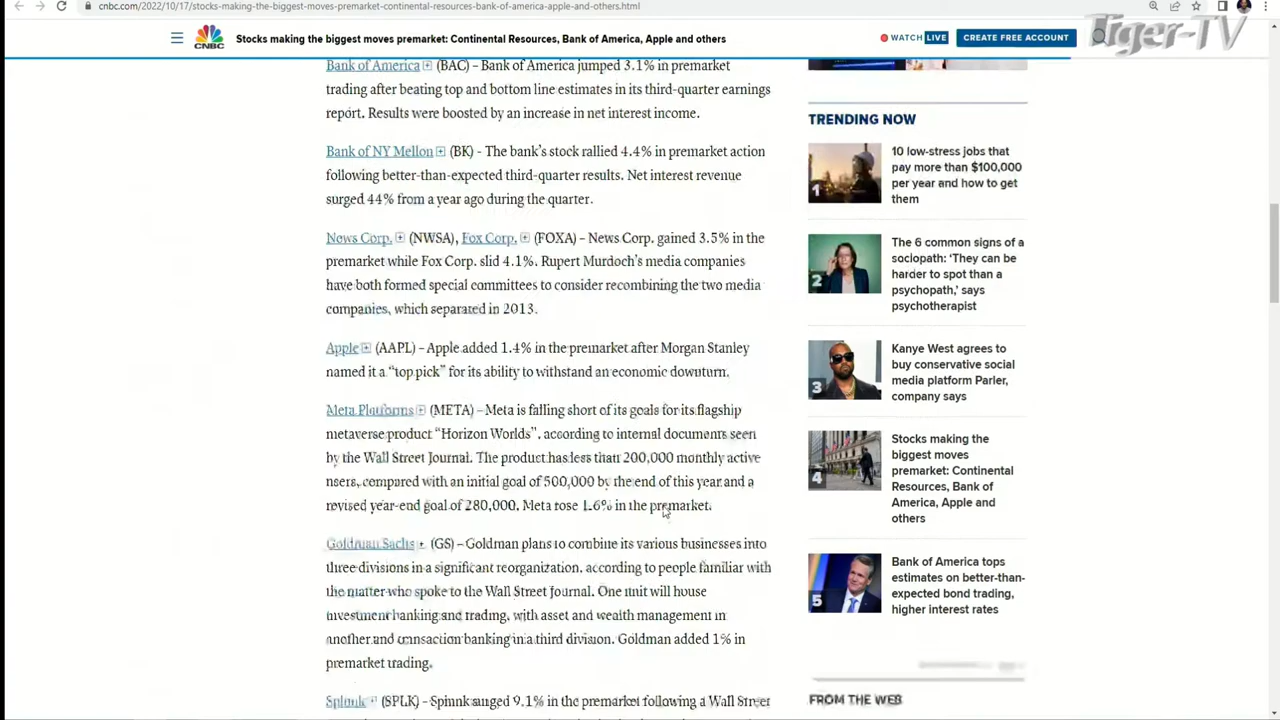 cnbc.com/2022/10/17/stocks-making-the-biggest-moves-premarket-continental-resources-bank-of-america-apple-and-others.html
Tiger-TV
CNBC
Stocks making the biggest moves premarket: Continental Resources, Bank of America, Apple and others
WATCH LIVE
CREATE FREE ACCOUNT
Bank of America (BAC) – Bank of America jumped 3.1% in premarket
trading after beating top and bottom line estimates in its third-quarter earnings
report. Results were boosted by an increase in net interest income.
Bank of NY Mellon (BK) – The bank's stock rallied 4.4% in premarket action
following better-than-expected third-quarter results. Net interest revenue
surged 44% from a year ago during the quarter.
News Corp. (NWSA), Fox Corp. (FOXA) – News Corp. gained 3.5% in the
premarket while Fox Corp. slid 4.1%. Rupert Murdoch's media companies
have both formed special committees to consider recombining the two media
companies, which separated in 2013.
Apple (AAPL) – Apple added 1.4% in the premarket after Morgan Stanley
named it a "top pick" for its ability to withstand an economic downturn.
Meta Platforms (META) – Meta is falling short of its goals for its flagship
metaverse product "Horizon Worlds", according to internal documents seen
by the Wall Street Journal. The product has less than 200,000 monthly active
users, compared with an initial goal of 500,000 by the end of this year and a
revised year-end goal of 280,000. Meta rose 1.6% in the premarket.
Goldman Sachs (GS) – Goldman plans to combine its various businesses into
three divisions in a significant reorganization, according to people familiar with
the matter who spoke to the Wall Street Journal. One unit will house
investment banking and trading, with asset and wealth management in
another and transaction banking in a third division. Goldman added 1% in
premarket trading.
Splunk (SPLK) – 9.1% in the premarket following a Wall Street
TRENDING NOW
1
10 low-stress jobs that
pay more than $100,000
per year and how to get
them
2
The 6 common signs of a
sociopath: 'They can be
harder to spot than a
psychopath,' says
psychotherapist
3
Kanye West agrees to
buy conservative social
media platform Parler,
company says
4
Stocks making the
biggest moves
premarket: Continental
Resources, Bank of
America, Apple and
others
5
Bank of America tops
estimates on better-than-
expected bond trading,
higher interest rates
FROM THE WEB